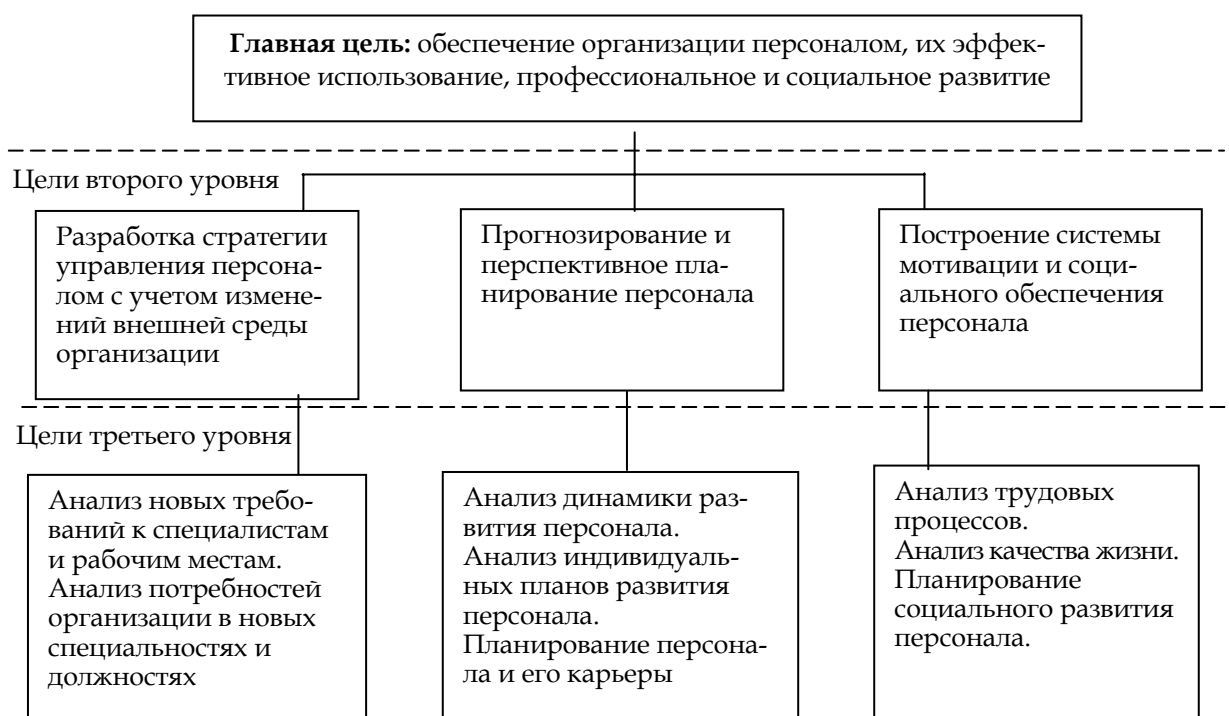 Главная цель: обеспечение организации персоналом, их эффек-
тивное использование, профессиональное и социальное развитие
Цели второго уровня
Разработка стратегии
управления персона-
лом с учетом измене-
ний внешней среды
организации
Прогнозирование и
перспективное пла-
нирование персонала
Построение системы
мотивации и соци-
ального обеспечения
персонала
Цели третьего уровня
Анализ новых требо-
ваний к специалистам
и рабочим местам.
Анализ потребностей
организации в новых
специальностях и
должностях
Анализ динамики раз-
вития персонала.
Анализ индивидуаль-
ных планов развития
персонала.
Планирование персона-
ла и его карьеры
Анализ трудовых
процессов.
Анализ качества жизни.
Планирование
социального развития
персонала.